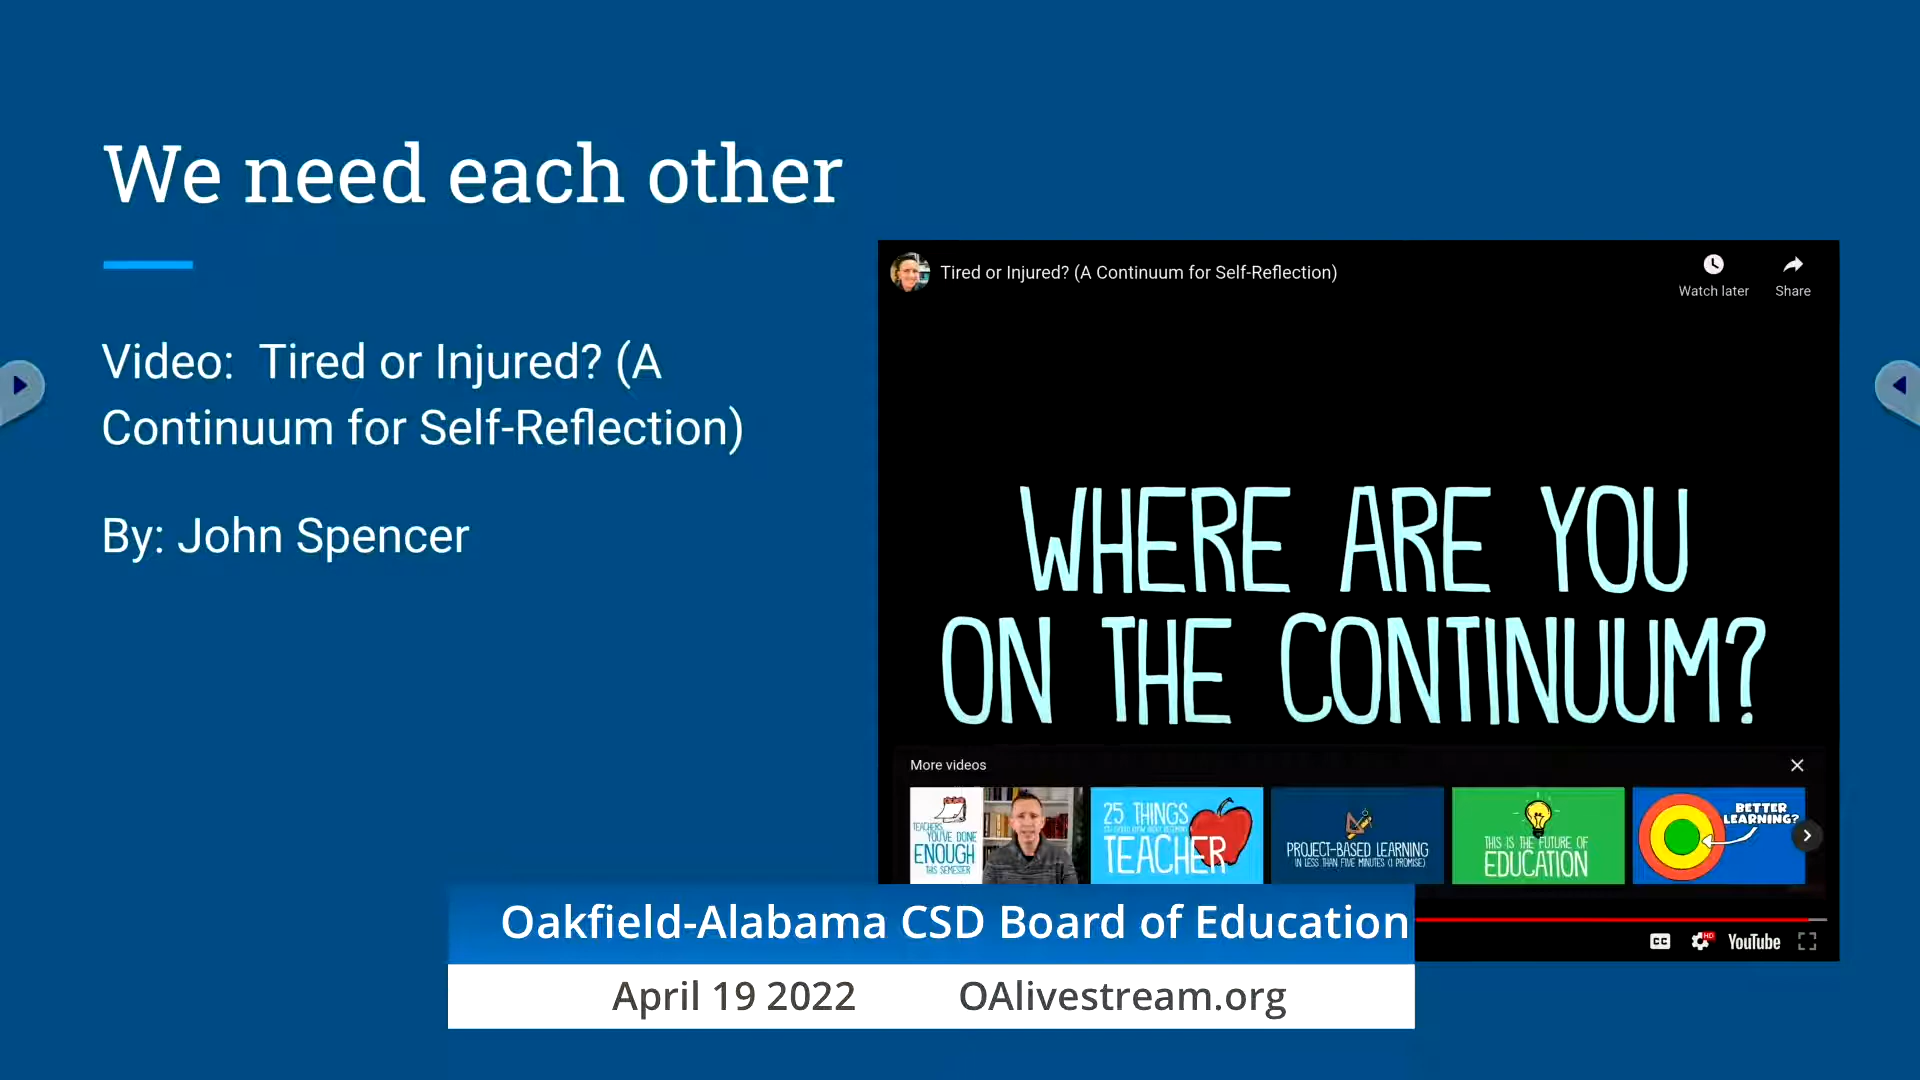 We need each other
Video: Tired or Injured? (A
Continuum for Self-Reflection)
By: John Spencer
Tired or Injured? (A Continuum for Self-Reflection)
Watch later
Share
WHERE ARE YOU
ON THE CONTINUUM?
More videos
TEACHERS,
YOU'VE DONE
ENOUGH
THIS SEMESTER
25 THINGS
TEACHER
PROJECT-BASED LEARNING
IN LESS THAN FIVE MINUTES (I PROMISE)
THIS IS THE FUTURE OF
EDUCATION
BETTER
LEARNING?
Oakfield-Alabama CSD Board of Education
CC
HD
YouTube
April 19 2022 OAlivestream.org